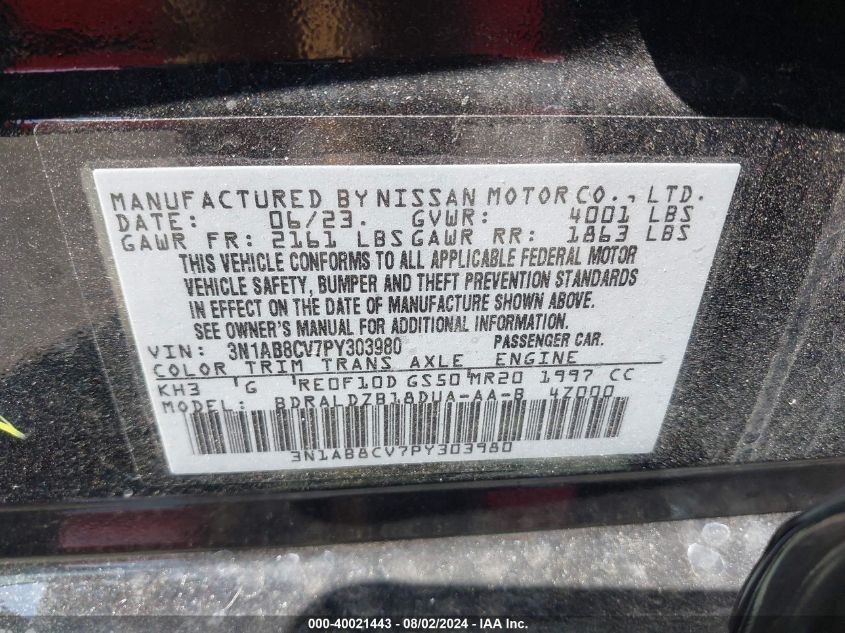 MANUFACTURED BY NISSAN MOTOR CO., LTD.
DATE: 06/23. GVWR: 4001 LBS
GAWR FR: 2161 LBS GAWR RR: 1863 LBS
THIS VEHICLE CONFORMS TO ALL APPLICABLE FEDERAL MOTOR
VEHICLE SAFETY, BUMPER AND THEFT PREVENTION STANDARDS
IN EFFECT ON THE DATE OF MANUFACTURE SHOWN ABOVE.
SEE OWNER'S MANUAL FOR ADDITIONAL INFORMATION.
VIN: 3N1AB8CV7PY303980 PASSENGER CAR.
COLOR TRIM TRANS AXLE ENGINE
KH3 'G 'RE0F10D GS50 MR20 1997 CC
MODEL: BDRALDZB18DUA-AA-B 4Z000
3N1AB8CV7PY303980
000-40021443 - 08/02/2024 - IAA Inc.